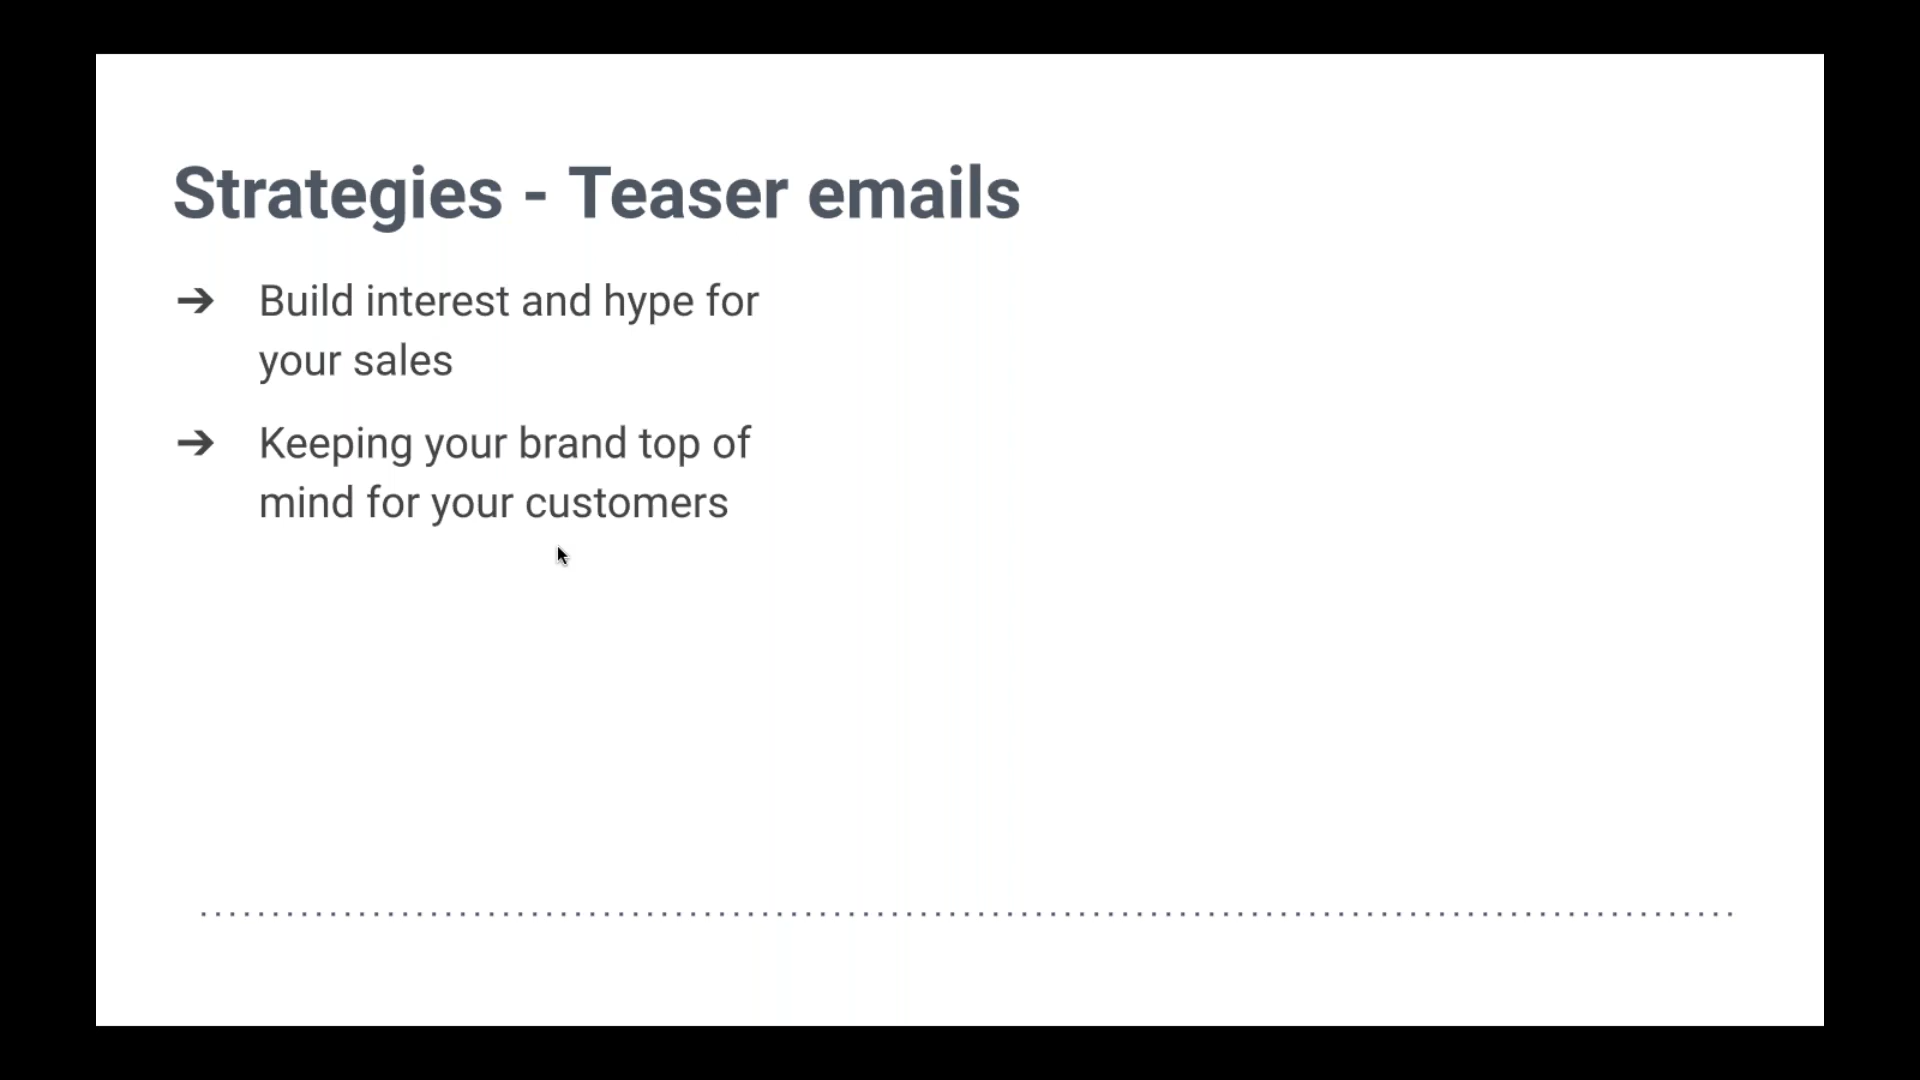 Strategies - Teaser emails
➔ Build interest and hype for
your sales
➔ Keeping your brand top of
mind for your customers